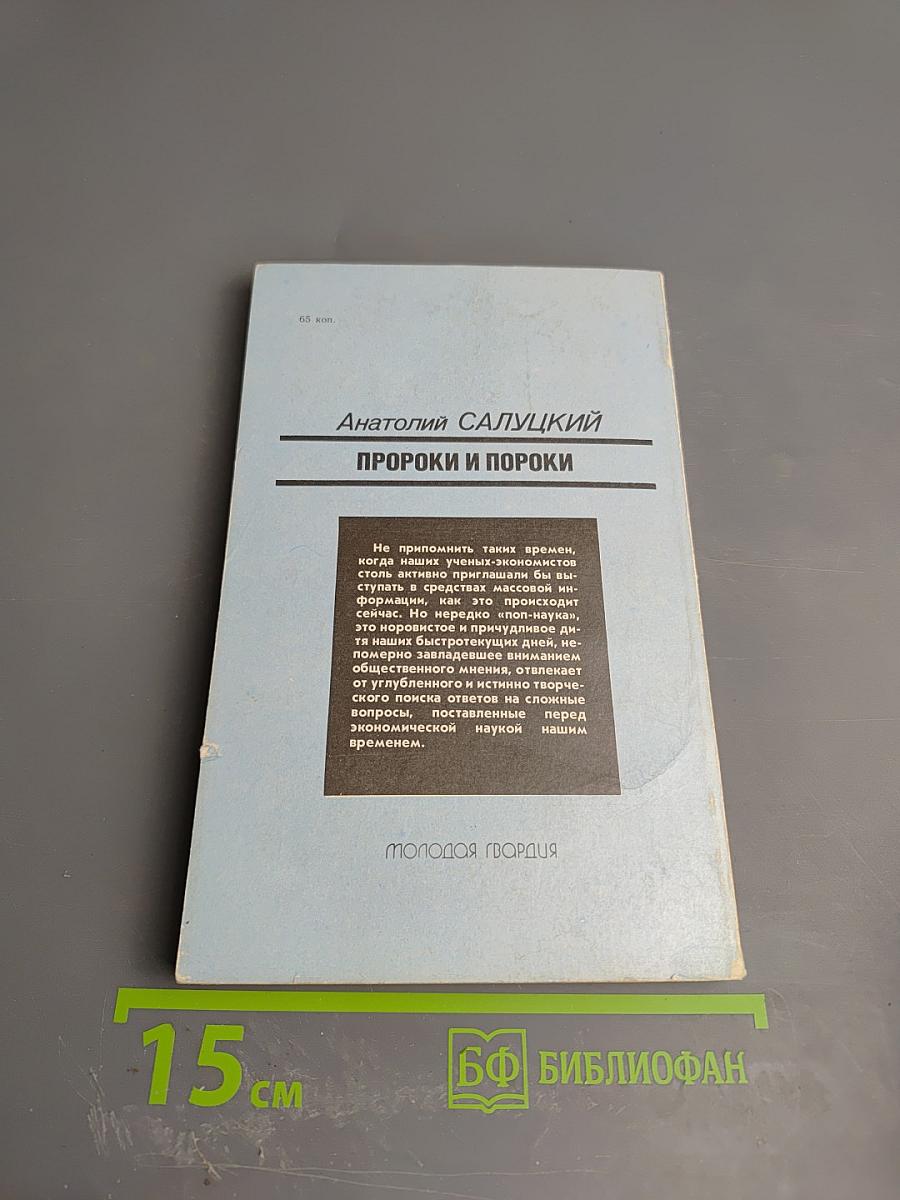 65 коп.
Анатолий САЛУЦКИЙ
ПРОРОКИ И ПОРОКИ
Не припомнить таких времен,
когда наших ученых-экономистов
столь активно приглашали бы вы-
ступать в средствах массовой ин-
формации, как это происходит
сейчас. Но нередко «поп-наука»,
это норовистое и причудливое ди-
тя наших быстротекущих дней, не-
померно завладевшее вниманием
общественного мнения, отвлекает
от углубленного и истинно творче-
ского поиска ответов на сложные
вопросы, поставленные перед
экономической наукой нашим
временем.
МОЛОДАЯ ГВАРДИЯ
15 см
БФ БИБЛИОФАН